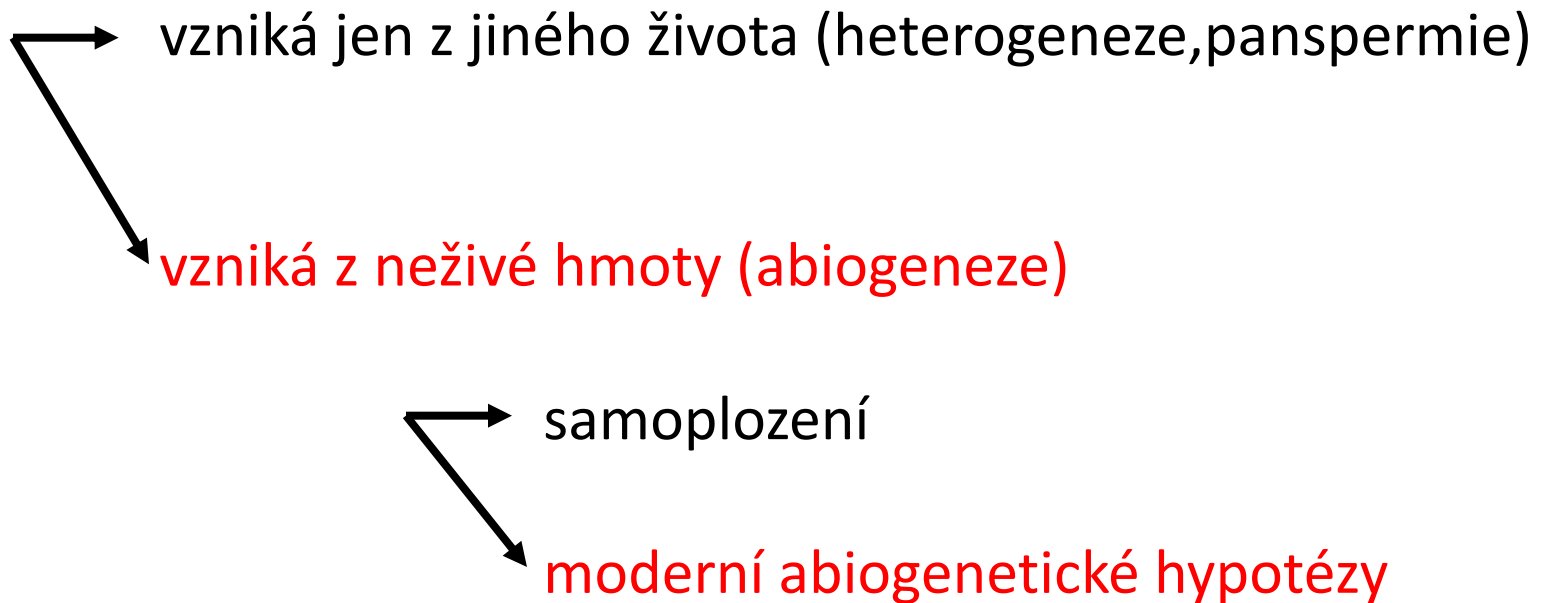 vzniká jen z jiného života (heterogeneze,panspermie)
vzniká z neživé hmoty (abiogeneze)
samoplození
moderní abiogenetické hypotézy